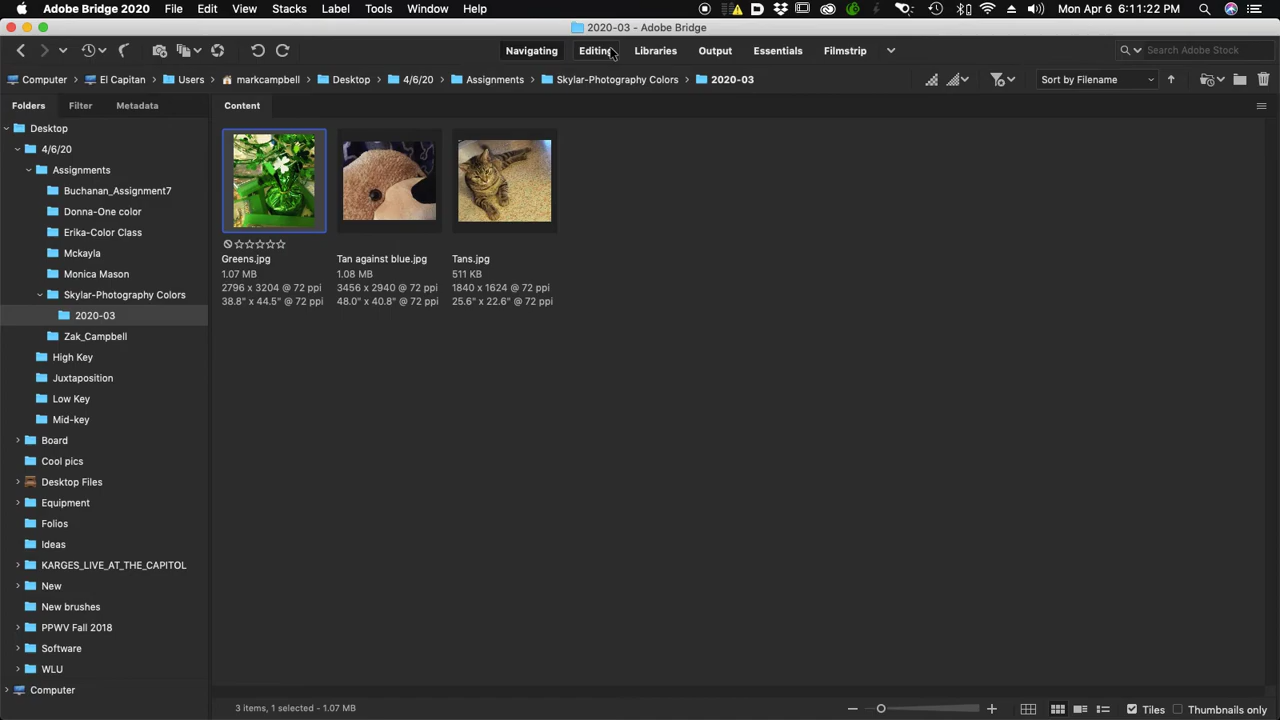 Adobe Bridge 2020 File Edit View Stacks Label Tools Window Help Mon Apr 6 6:11:22 PM
2020-03 - Adobe Bridge
Navigating Editing Libraries Output Essentials Filmstrip Search Adobe Stock
Computer El Capitan Users markcampbell Desktop 4/6/20 Assignments Skylar-Photography Colors 2020-03 Sort by Filename
Folders Filter Metadata Content
Desktop
4/6/20
Assignments
Buchanan_Assignment7
Donna-One color
Erika-Color Class
Mckayla
Monica Mason
Skylar-Photography Colors
2020-03
Zak_Campbell
High Key
Juxtaposition
Low Key
Mid-key
Board
Cool pics
Desktop Files
Equipment
Folios
Ideas
KARGES_LIVE_AT_THE_CAPITOL
New
New brushes
PPWV Fall 2018
Software
WLU
Computer
Greens.jpg Tan against blue.jpg Tans.jpg
1.07 MB 1.08 MB 511 KB
2796 x 3204 @ 72 ppi 3456 x 2940 @ 72 ppi 1840 x 1624 @ 72 ppi
38.8" x 44.5" @ 72 ppi 48.0" x 40.8" @ 72 ppi 25.6" x 22.6" @ 72 ppi
3 items, 1 selected - 1.07 MB Tiles Thumbnails only